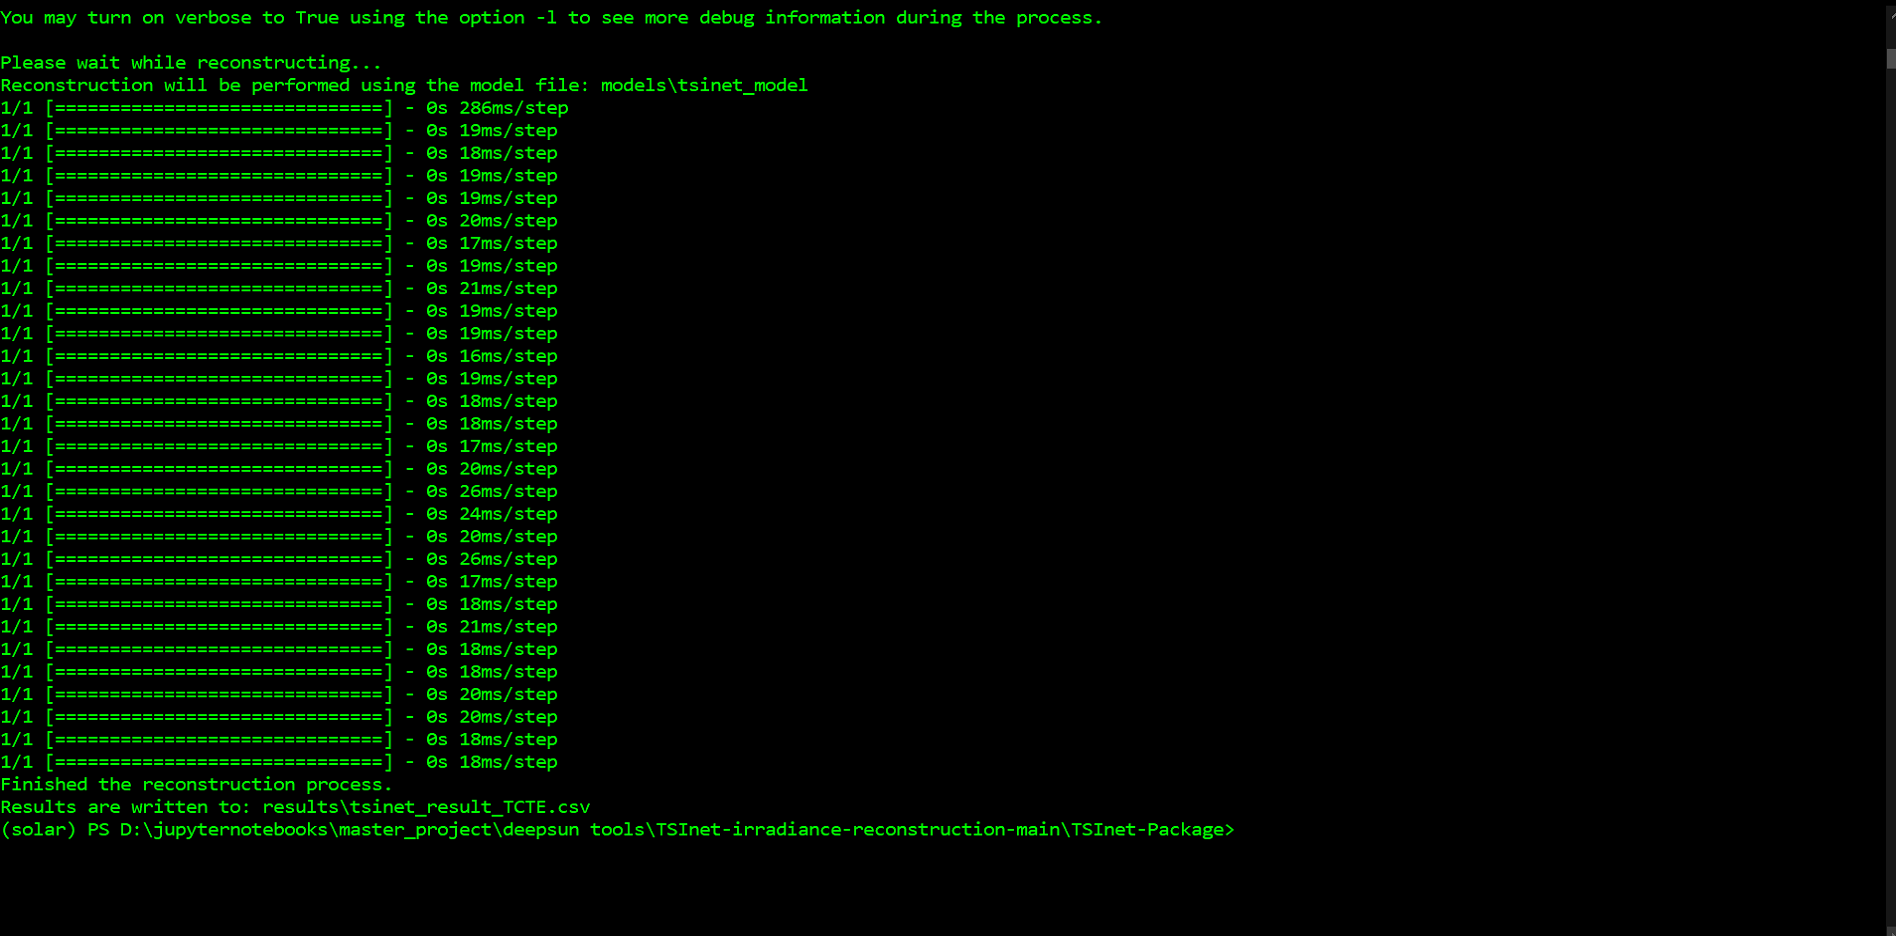 You may turn on verbose to True using the option -l to see more debug information during the process.
Please wait while reconstructing...
Reconstruction will be performed using the model file: models\tsinet_model
1/1 [==============================] - 0s 286ms/step
1/1 [==============================] - 0s 19ms/step
1/1 [==============================] - 0s 18ms/step
1/1 [==============================] - 0s 19ms/step
1/1 [==============================] - 0s 19ms/step
1/1 [==============================] - 0s 20ms/step
1/1 [==============================] - 0s 17ms/step
1/1 [==============================] - 0s 19ms/step
1/1 [==============================] - 0s 21ms/step
1/1 [==============================] - 0s 19ms/step
1/1 [==============================] - 0s 19ms/step
1/1 [==============================] - 0s 16ms/step
1/1 [==============================] - 0s 19ms/step
1/1 [==============================] - 0s 18ms/step
1/1 [==============================] - 0s 18ms/step
1/1 [==============================] - 0s 17ms/step
1/1 [==============================] - 0s 20ms/step
1/1 [==============================] - 0s 26ms/step
1/1 [==============================] - 0s 24ms/step
1/1 [==============================] - 0s 20ms/step
1/1 [==============================] - 0s 26ms/step
1/1 [==============================] - 0s 17ms/step
1/1 [==============================] - 0s 18ms/step
1/1 [==============================] - 0s 21ms/step
1/1 [==============================] - 0s 18ms/step
1/1 [==============================] - 0s 18ms/step
1/1 [==============================] - 0s 20ms/step
1/1 [==============================] - 0s 20ms/step
1/1 [==============================] - 0s 18ms/step
1/1 [==============================] - 0s 18ms/step
Finished the reconstruction process.
Results are written to: results\tsinet_result_TCTE.csv
(solar) PS D:\jupyternotebooks\master_project\deepsun tools\TSInet-irradiance-reconstruction-main\TSInet-Package>